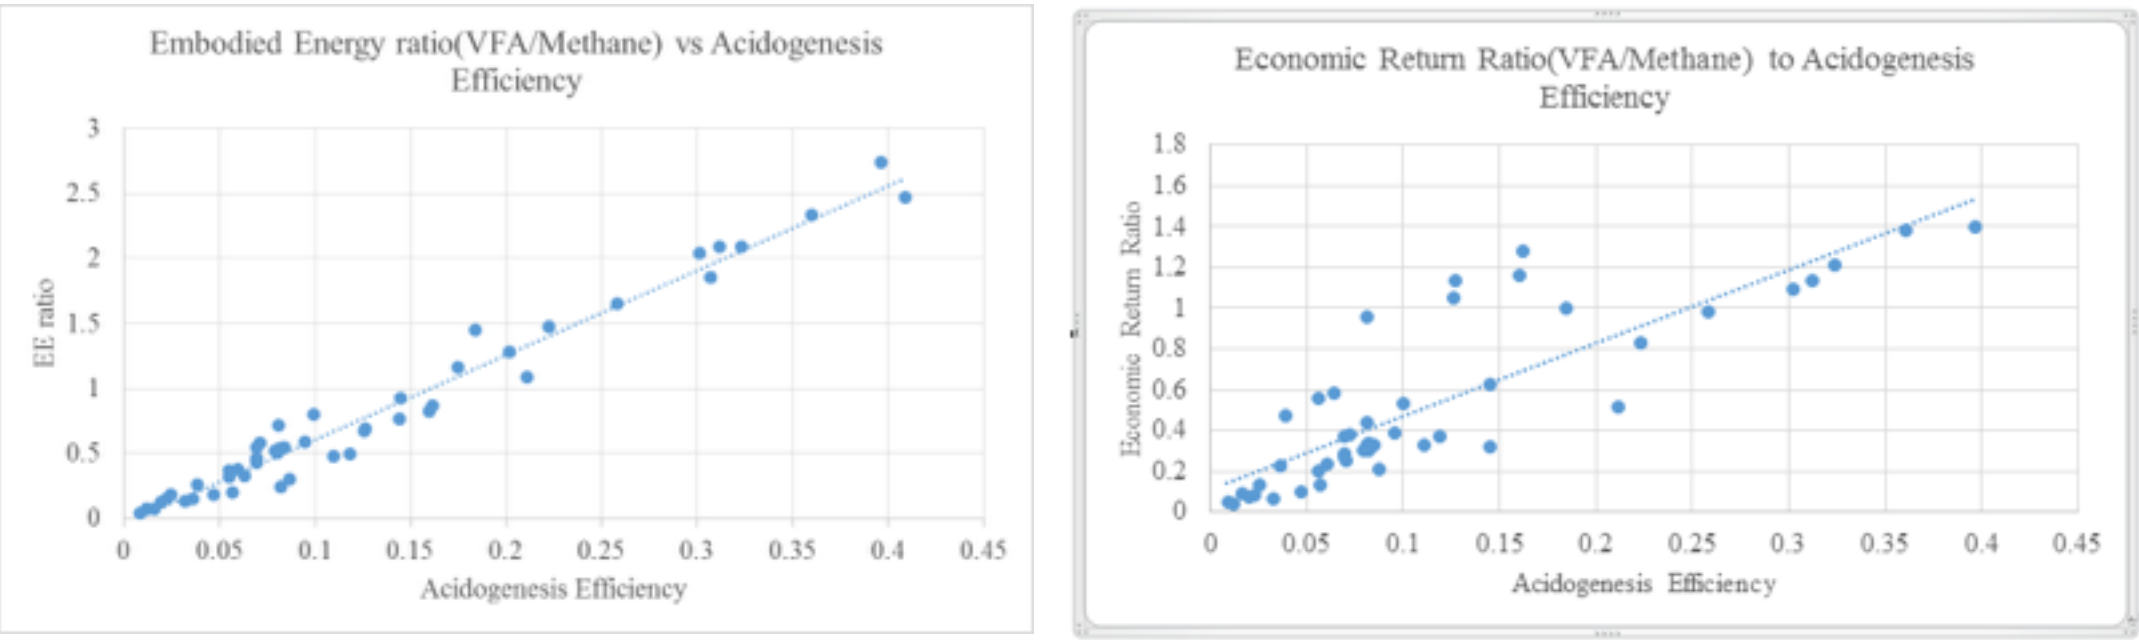 Embodied Energy ratio(VFA/Methane) vs Acidogenesis
Efficiency
3
2.5
2
1.5
1
0.5
0
EE ratio
0 0.05 0.1 0.15 0.2 0.25 0.3 0.35 0.4 0.45
Acidogenesis Efficiency
Economic Return Ratio(VFA/Methane) to Acidogenesis
Efficiency
1.8
1.6
1.4
1.2
1
0.8
0.6
0.4
0.2
0
Economic Return Ratio
0 0.05 0.1 0.15 0.2 0.25 0.3 0.35 0.4 0.45
Acidogenesis Efficiency